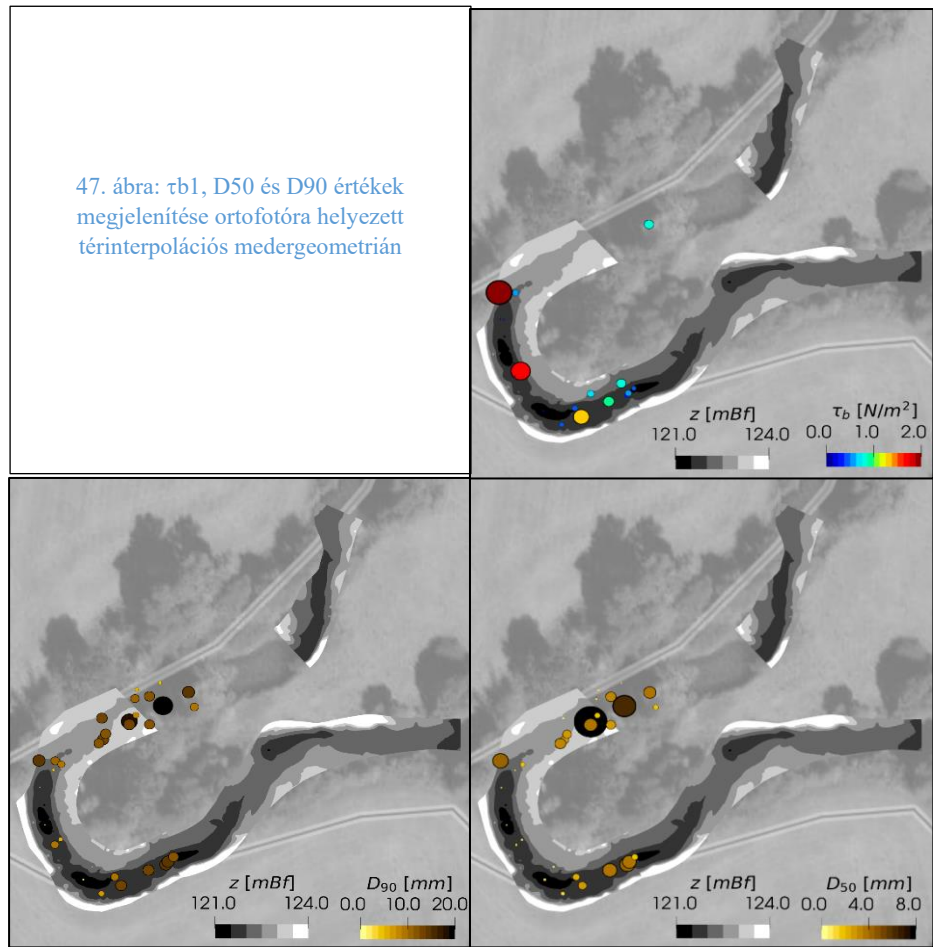 47. ábra: τb1, D50 és D90 értékek
megjelenítése ortofotóra helyezett
térinterpolációs medergeometrián
z [mBf]
121.0 124.0
τb [N/m²]
0.0 1.0 2.0
z [mBf]
121.0 124.0
D90 [mm]
0.0 10.0 20.0
z [mBf]
121.0 124.0
D50 [mm]
0.0 4.0 8.0